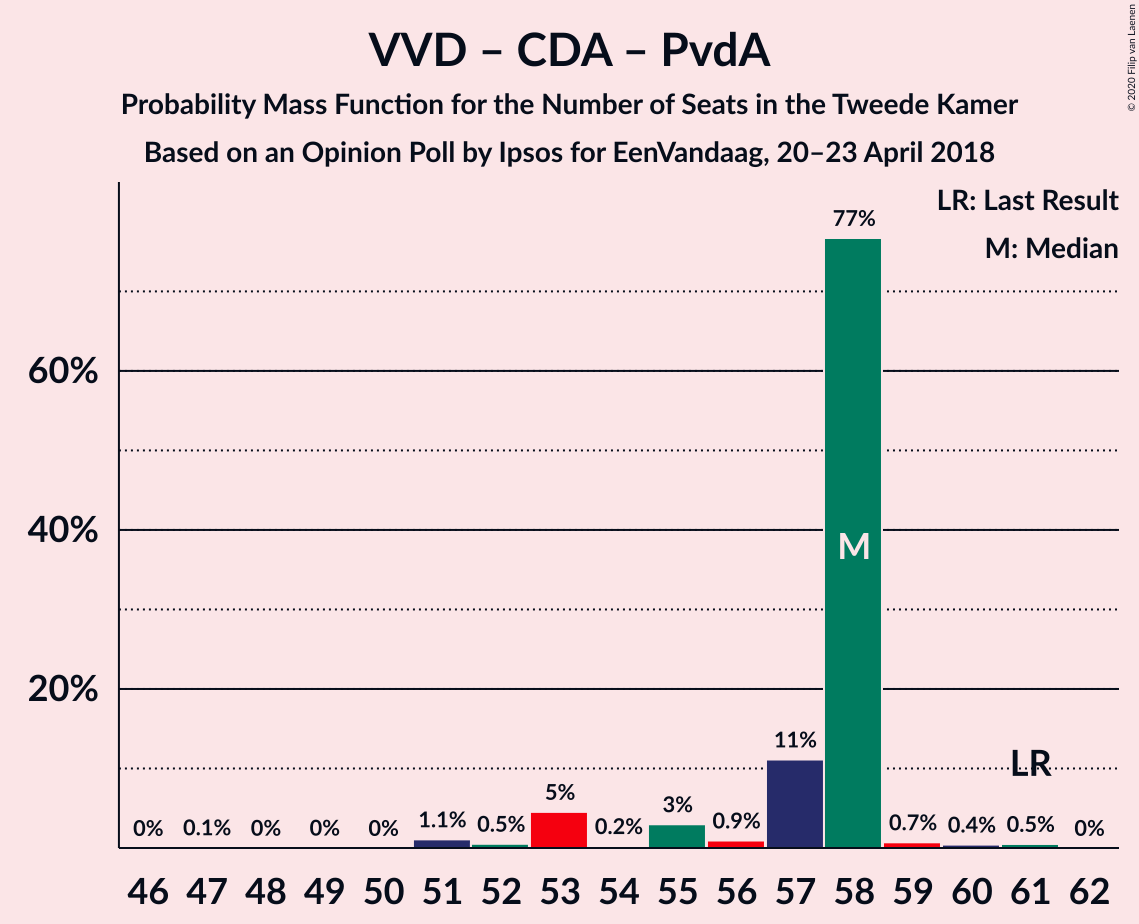 VVD – CDA – PvdA
Probability Mass Function for the Number of Seats in the Tweede Kamer
Based on an Opinion Poll by Ipsos for EenVandaag, 20–23 April 2018
© 2020 Filip van Laenen
LR: Last Result
M: Median
60%
40%
20%
0% 0.1% 0% 0% 0% 1.1% 0.5% 5% 0.2% 3% 0.9% 11% 77% 0.7% 0.4% 0.5% 0%
M
LR
46 47 48 49 50 51 52 53 54 55 56 57 58 59 60 61 62